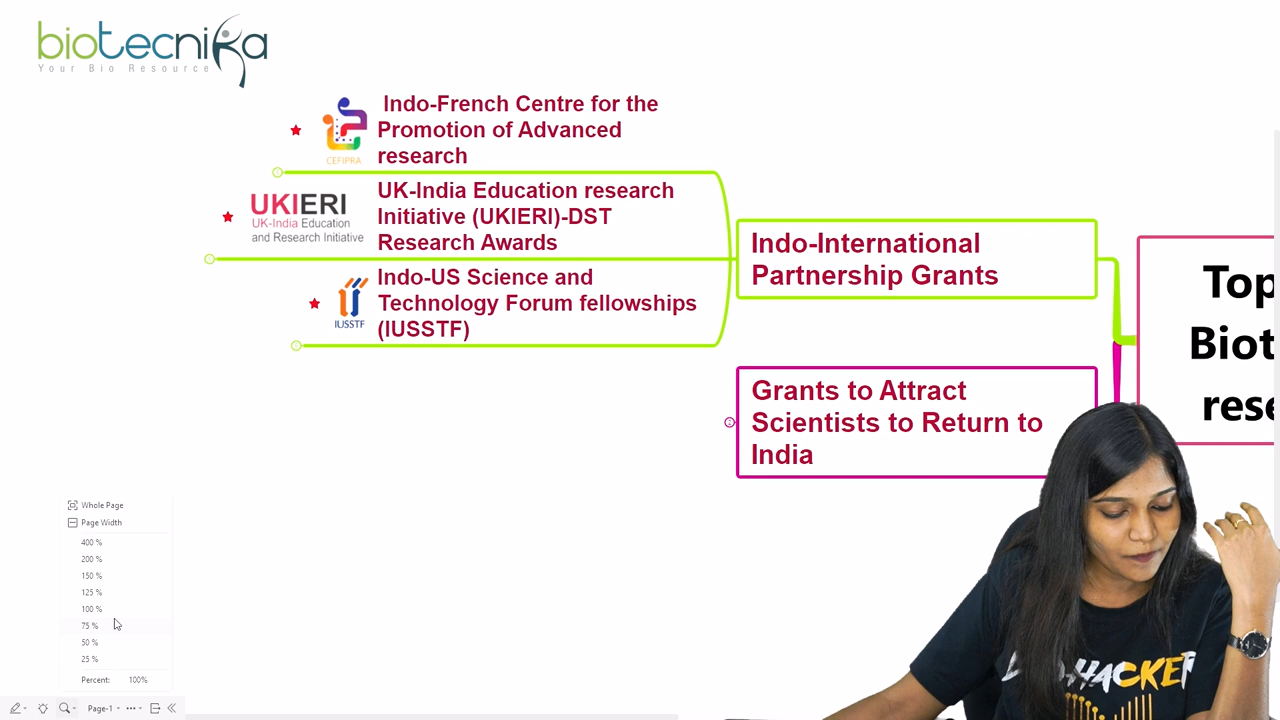 biotecnika
Your Bio Resource
Indo-French Centre for the
Promotion of Advanced
research
CEFIPRA
UKIERI
UK-India Education
and Research Initiative
UK-India Education research
Initiative (UKIERI)-DST
Research Awards
IUSSTF
Indo-US Science and
Technology Forum fellowships
(IUSSTF)
Indo-International
Partnership Grants
Grants to Attract
Scientists to Return to
India
Top
Biot
rese
Whole Page
Page Width
400 %
200 %
150 %
125 %
100 %
75 %
50 %
25 %
Percent: 100%
Page-1
HACKER